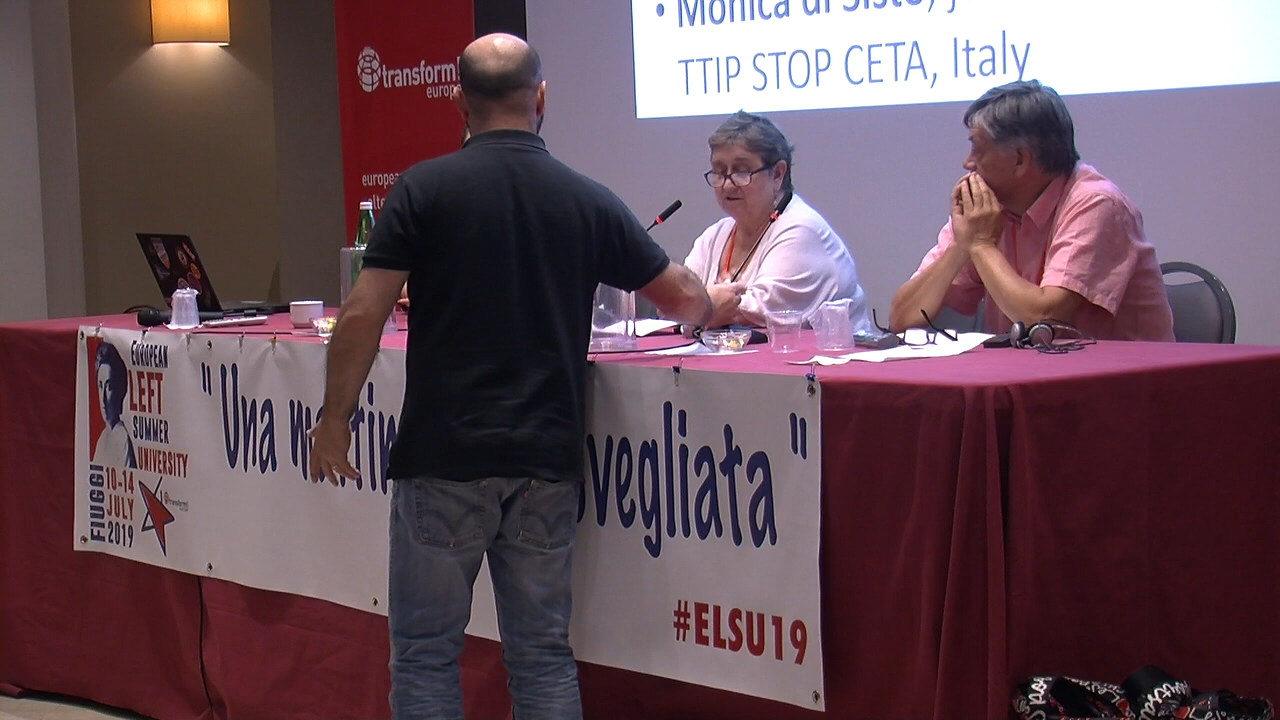 Monica di Sisto,
TTIP STOP CETA, Italy
transform!
europe
EUROPEAN
LEFT
SUMMER
UNIVERSITY
FIUGGI
10-14
JULY
2019
"Una svegliata"
#ELSU19